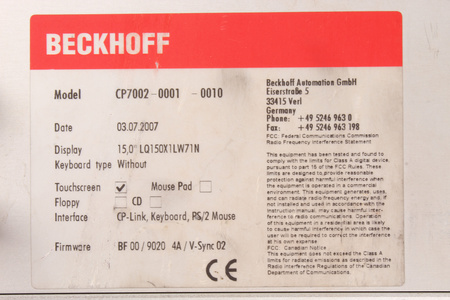 BECKHOFF
Model CP7002-0001-0010
Date 03.07.2007
Display 15,0" LQ150X1LW71N
Keyboard type Without
Touchscreen ✓ Mouse Pad
Floppy CD
Interface CP-Link, Keyboard, PS/2 Mouse
Firmware BF 00 / 9020 4A / V-Sync 02
CE
Beckhoff Automation GmbH
Eiserstraße 5
33415 Verl
Germany
Phone: +49 5246 963 0
Fax: +49 5246 963 198
FCC: Federal Communications Commission
Radio Frequency Interference Statement
This equipment has been tested and found to
comply with the limits for Class A digital device,
pursuant to part 15 of the FCC Rules. These
limits are designed to provide reasonable
protection against harmful interference when
the equipment is operated in a commercial
environment. This equipment generates, uses,
and can radiate radio frequency energy and, if
not installed and used in accordance with the
instruction manual, may cause harmful inter-
ference to radio communications. Operation
of this equipment in a residential area is likely
to cause harmful interference in which case the
user will be required to correct the interference
at his own expense.
FCC: Canadian Notice
This equipment does not exceed the Class A
limits for radiated emissions as described in the
Radio Interference Regulations of the Canadian
Department of Communications.